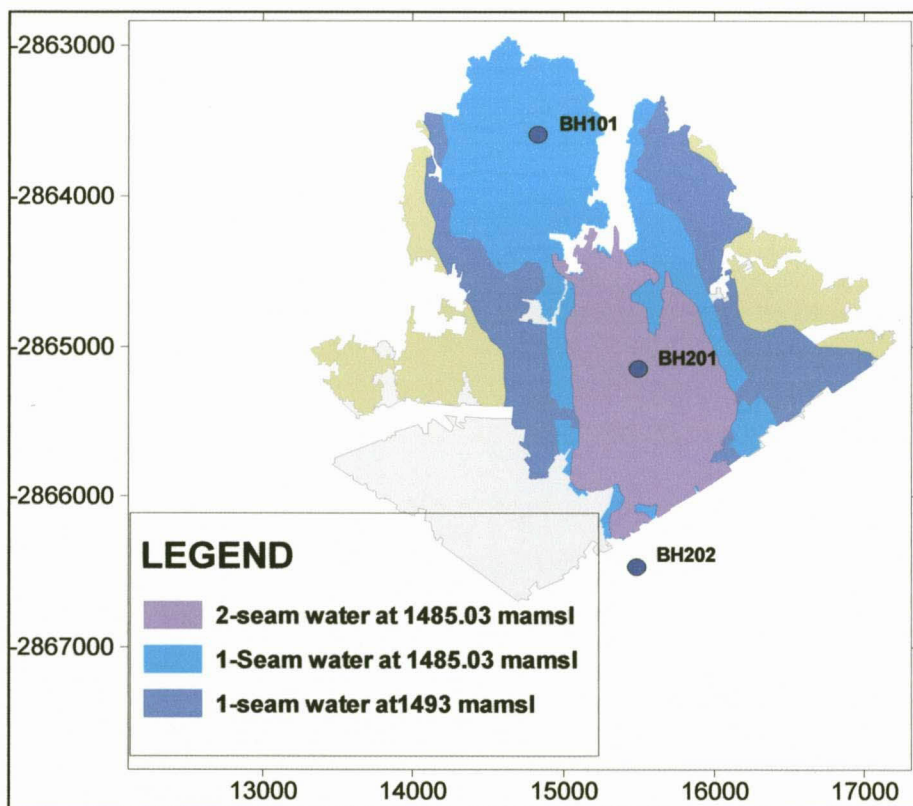 -2863000
BH101
-2864000
-2865000
BH201
-2866000
BH202
LEGEND
2-seam water at 1485.03 mamsl
1-Seam water at 1485.03 mamsl
1-seam water at1493 mamsl
-2867000
13000 14000 15000 16000 17000